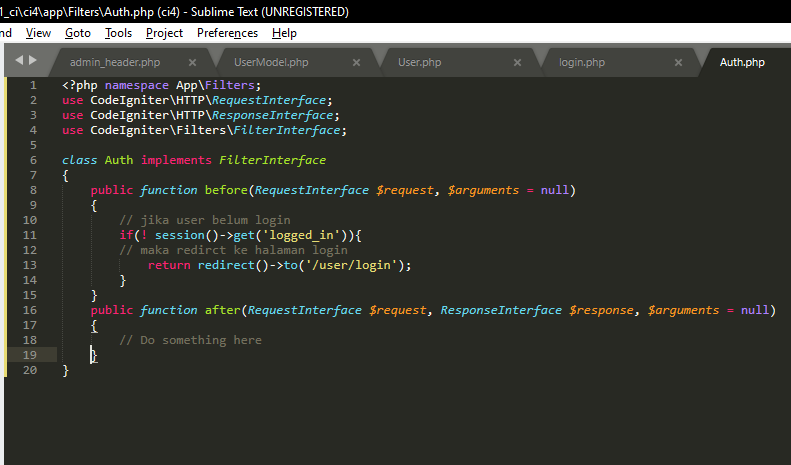 1_ci\ci4\app\Filters\Auth.php (ci4) - Sublime Text (UNREGISTERED)
nd View Goto Tools Project Preferences Help
admin_header.php × UserModel.php × User.php × login.php × Auth.php
1 <?php namespace App\Filters;
2 use CodeIgniter\HTTP\RequestInterface;
3 use CodeIgniter\HTTP\ResponseInterface;
4 use CodeIgniter\Filters\FilterInterface;
5
6 class Auth implements FilterInterface
7 {
8 public function before(RequestInterface $request, $arguments = null)
9 {
10 // jika user belum login
11 if(! session()->get('logged_in')){
12 // maka redirct ke halaman login
13 return redirect()->to('/user/login');
14 }
15 }
16 public function after(RequestInterface $request, ResponseInterface $response, $arguments = null)
17 {
18 // Do something here
19 }
20 }